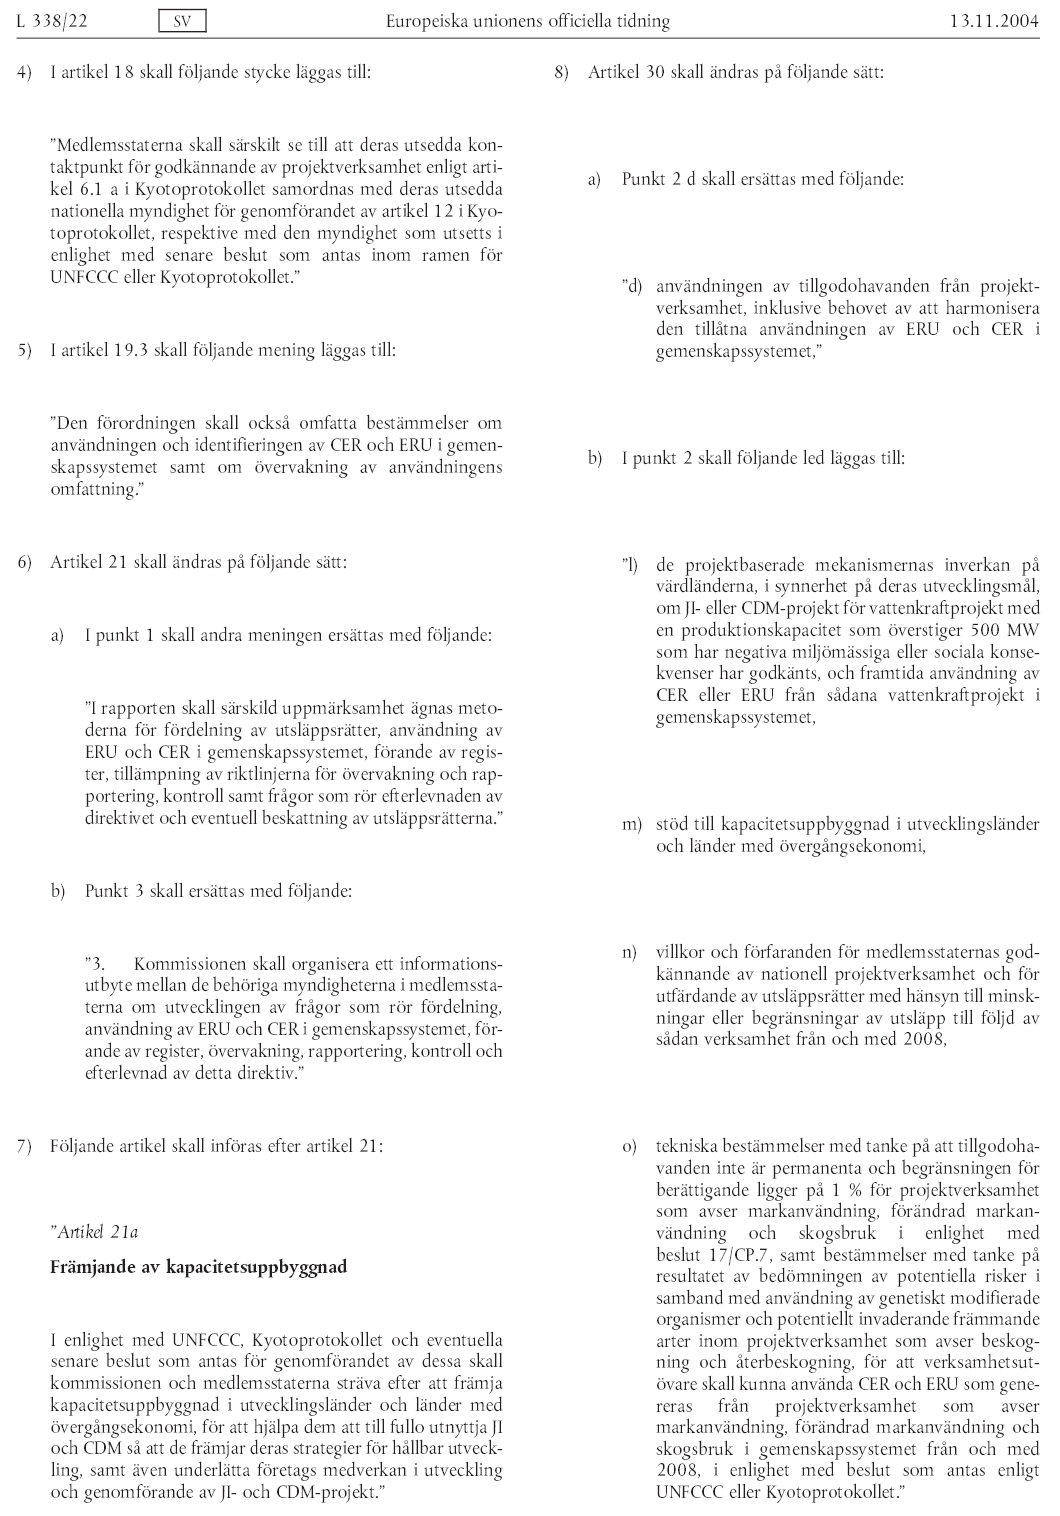 L 338/22
SV
Europeiska unionens officiella tidning
13.11.2004
4) I artikel 18 skall följande stycke läggas till:
”Medlemsstaterna skall särskilt se till att deras utsedda kon-
taktpunkt för godkännande av projektverksamhet enligt arti-
kel 6.1 a i Kyotoprotokollet samordnas med deras utsedda
nationella myndighet för genomförandet av artikel 12 i Kyo-
toprotokollet, respektive med den myndighet som utsetts i
enlighet med senare beslut som antas inom ramen för
UNFCCC eller Kyotoprotokollet.”
5) I artikel 19.3 skall följande mening läggas till:
”Den förordningen skall också omfatta bestämmelser om
användningen och identifieringen av CER och ERU i gemen-
skapssystemet samt om övervakning av användningens
omfattning.”
6) Artikel 21 skall ändras på följande sätt:
a) I punkt 1 skall andra meningen ersättas med följande:
”I rapporten skall särskild uppmärksamhet ägnas meto-
derna för fördelning av utsläppsrätter, användning av
ERU och CER i gemenskapssystemet, förande av regis-
ter, tillämpning av riktlinjerna för övervakning och rap-
portering, kontroll samt frågor som rör efterlevnaden av
direktivet och eventuell beskattning av utsläppsrätterna.”
b) Punkt 3 skall ersättas med följande:
”3. Kommissionen skall organisera ett informations-
utbyte mellan de behöriga myndigheterna i medlemssta-
terna om utvecklingen av frågor som rör fördelning,
användning av ERU och CER i gemenskapssystemet, för-
ande av register, övervakning, rapportering, kontroll och
efterlevnad av detta direktiv.”
7) Följande artikel skall införas efter artikel 21:
”Artikel 21a
Främjande av kapacitetsuppbyggnad
I enlighet med UNFCCC, Kyotoprotokollet och eventuella
senare beslut som antas för genomförandet av dessa skall
kommissionen och medlemsstaterna sträva efter att främja
kapacitetsuppbyggnad i utvecklingsländer och länder med
övergångsekonomi, för att hjälpa dem att till fullo utnyttja JI
och CDM så att de främjar deras strategier för hållbar utveck-
ling, samt även underlätta företags medverkan i utveckling
och genomförande av JI- och CDM-projekt.”
8) Artikel 30 skall ändras på följande sätt:
a) Punkt 2 d skall ersättas med följande:
”d) användningen av tillgodohavanden från projekt-
verksamhet, inklusive behovet av att harmonisera
den tillåtna användningen av ERU och CER i
gemenskapssystemet,”
b) I punkt 2 skall följande led läggas till:
”l) de projektbaserade mekanismernas inverkan på
värdländerna, i synnerhet på deras utvecklingsmål,
om JI- eller CDM-projekt för vattenkraftprojekt med
en produktionskapacitet som överstiger 500 MW
som har negativa miljömässiga eller sociala konse-
kvenser har godkänts, och framtida användning av
CER eller ERU från sådana vattenkraftprojekt i
gemenskapssystemet,
m) stöd till kapacitetsuppbyggnad i utvecklingsländer
och länder med övergångsekonomi,
n) villkor och förfaranden för medlemsstaternas god-
kännande av nationell projektverksamhet och för
utfärdande av utsläppsrätter med hänsyn till minsk-
ningar eller begränsningar av utsläpp till följd av
sådan verksamhet från och med 2008,
o) tekniska bestämmelser med tanke på att tillgodoha-
vanden inte är permanenta och begränsningen för
berättigande ligger på 1 % för projektverksamhet
som avser markanvändning, förändrad markan-
vändning och skogsbruk i enlighet med
beslut 17/CP.7, samt bestämmelser med tanke på
resultatet av bedömningen av potentiella risker i
samband med användning av genetiskt modifierade
organismer och potentiellt invaderande främmande
arter inom projektverksamhet som avser beskog-
ning och återbeskogning, för att verksamhetsut-
övare skall kunna använda CER och ERU som gene-
reras från projektverksamhet som avser
markanvändning, förändrad markanvändning och
skogsbruk i gemenskapssystemet från och med
2008, i enlighet med beslut som antas enligt
UNFCCC eller Kyotoprotokollet.”